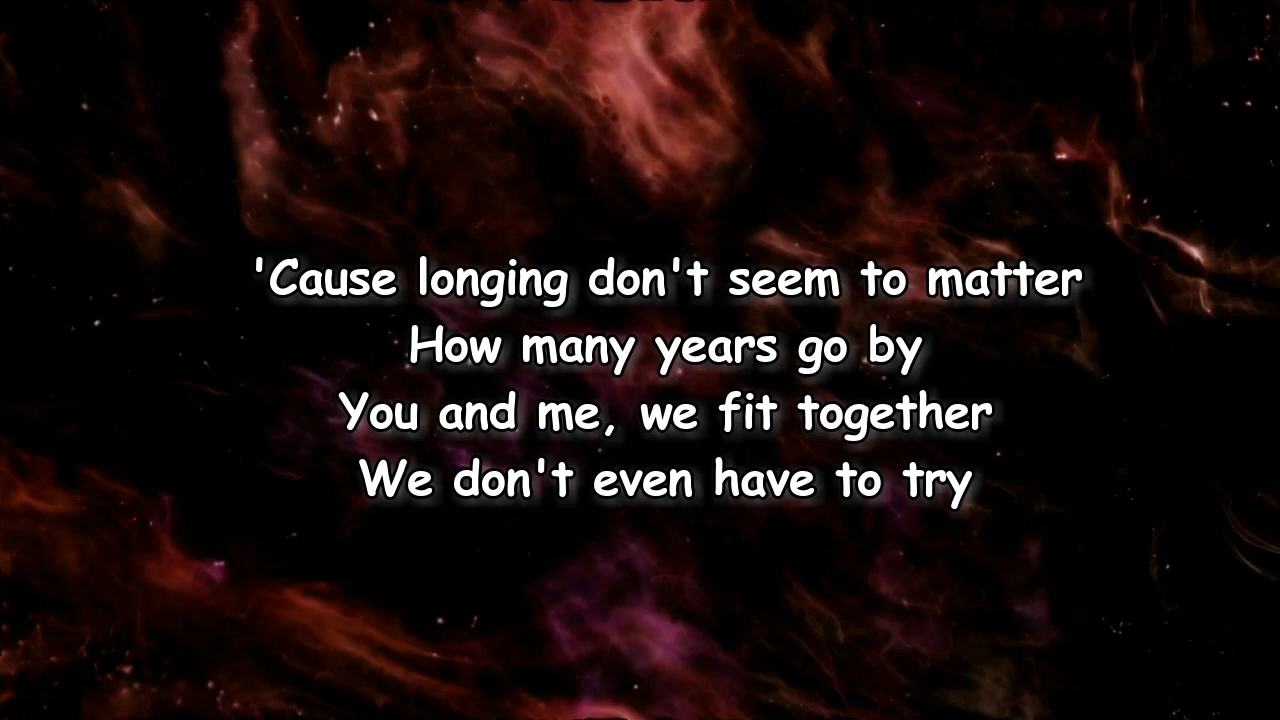 'Cause longing don't seem to matter
How many years go by
You and me, we fit together
We don't even have to try